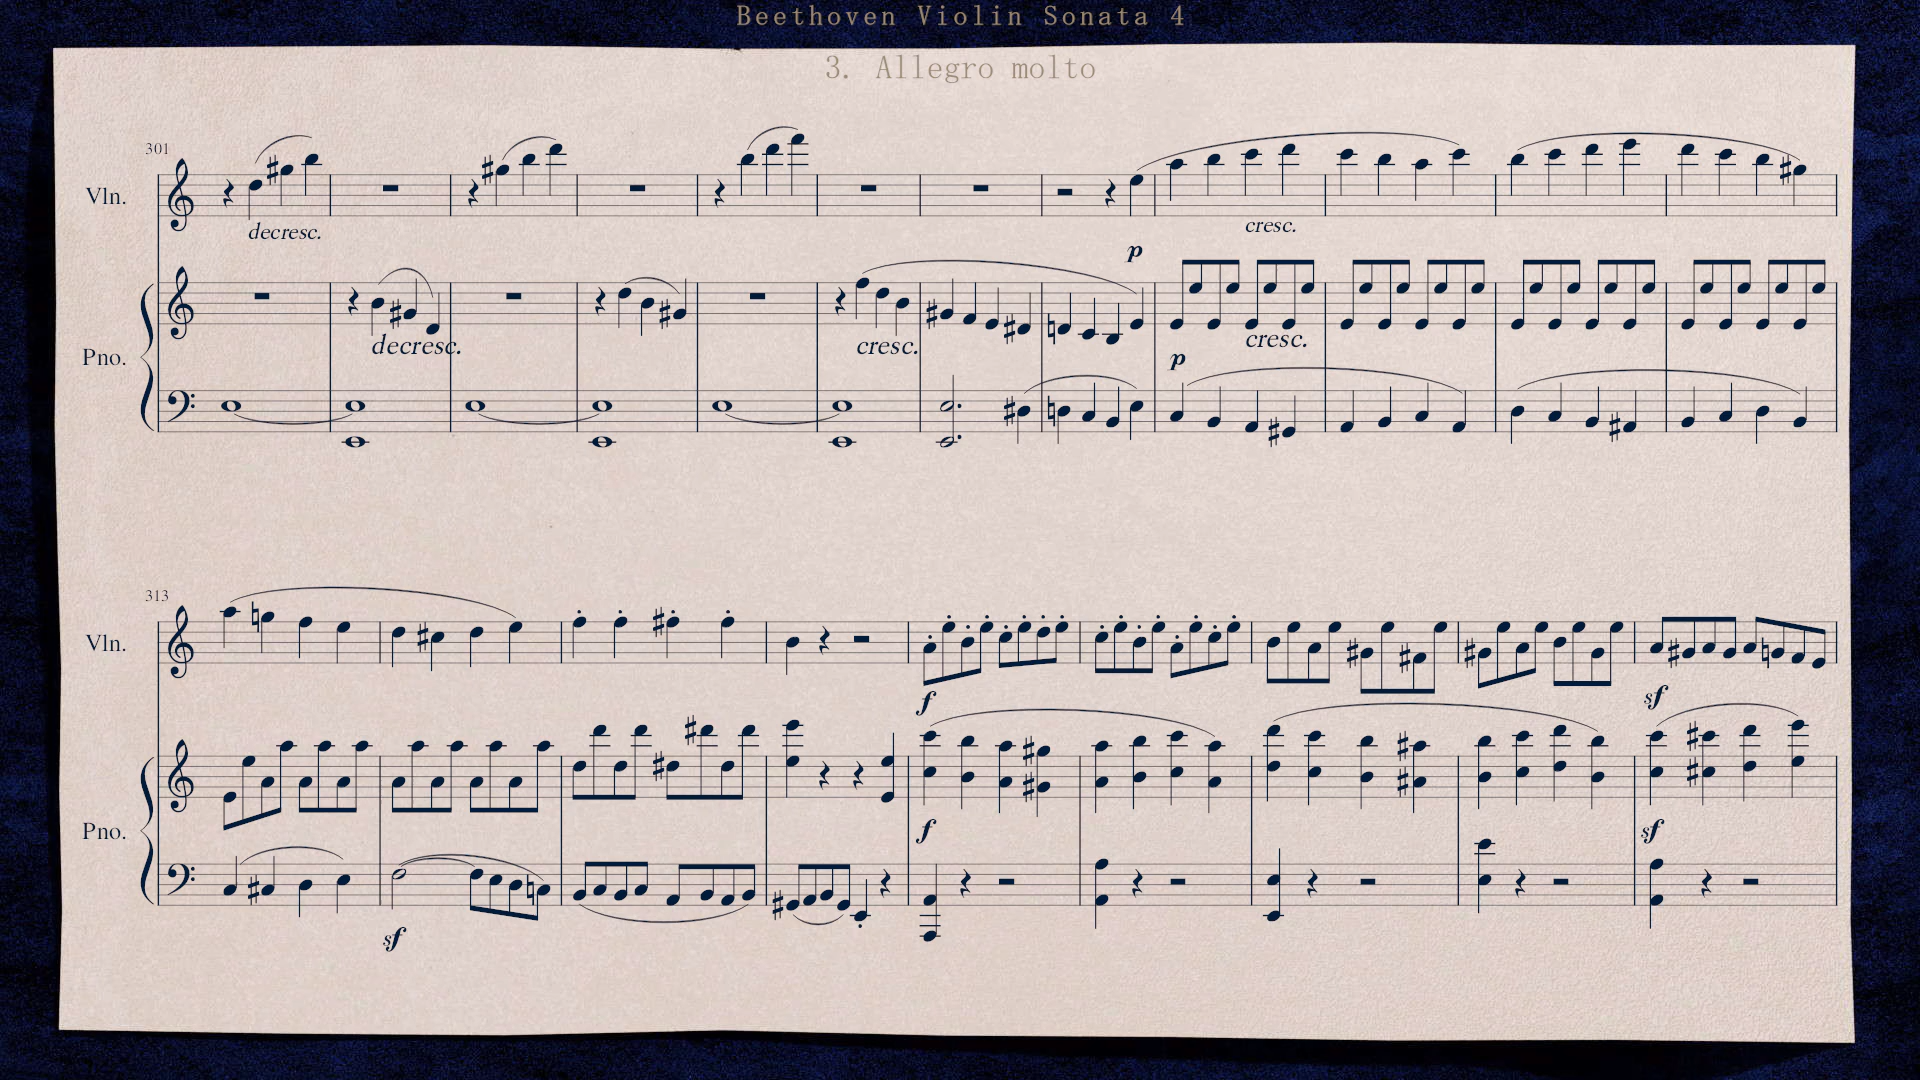 Beethoven Violin Sonata 4
3. Allegro molto
301
Vln.
decresc.
cresc.
p
Pno.
decresc.
cresc.
cresc.
p
313
Vln.
f
sf
Pno.
f
sf
sf